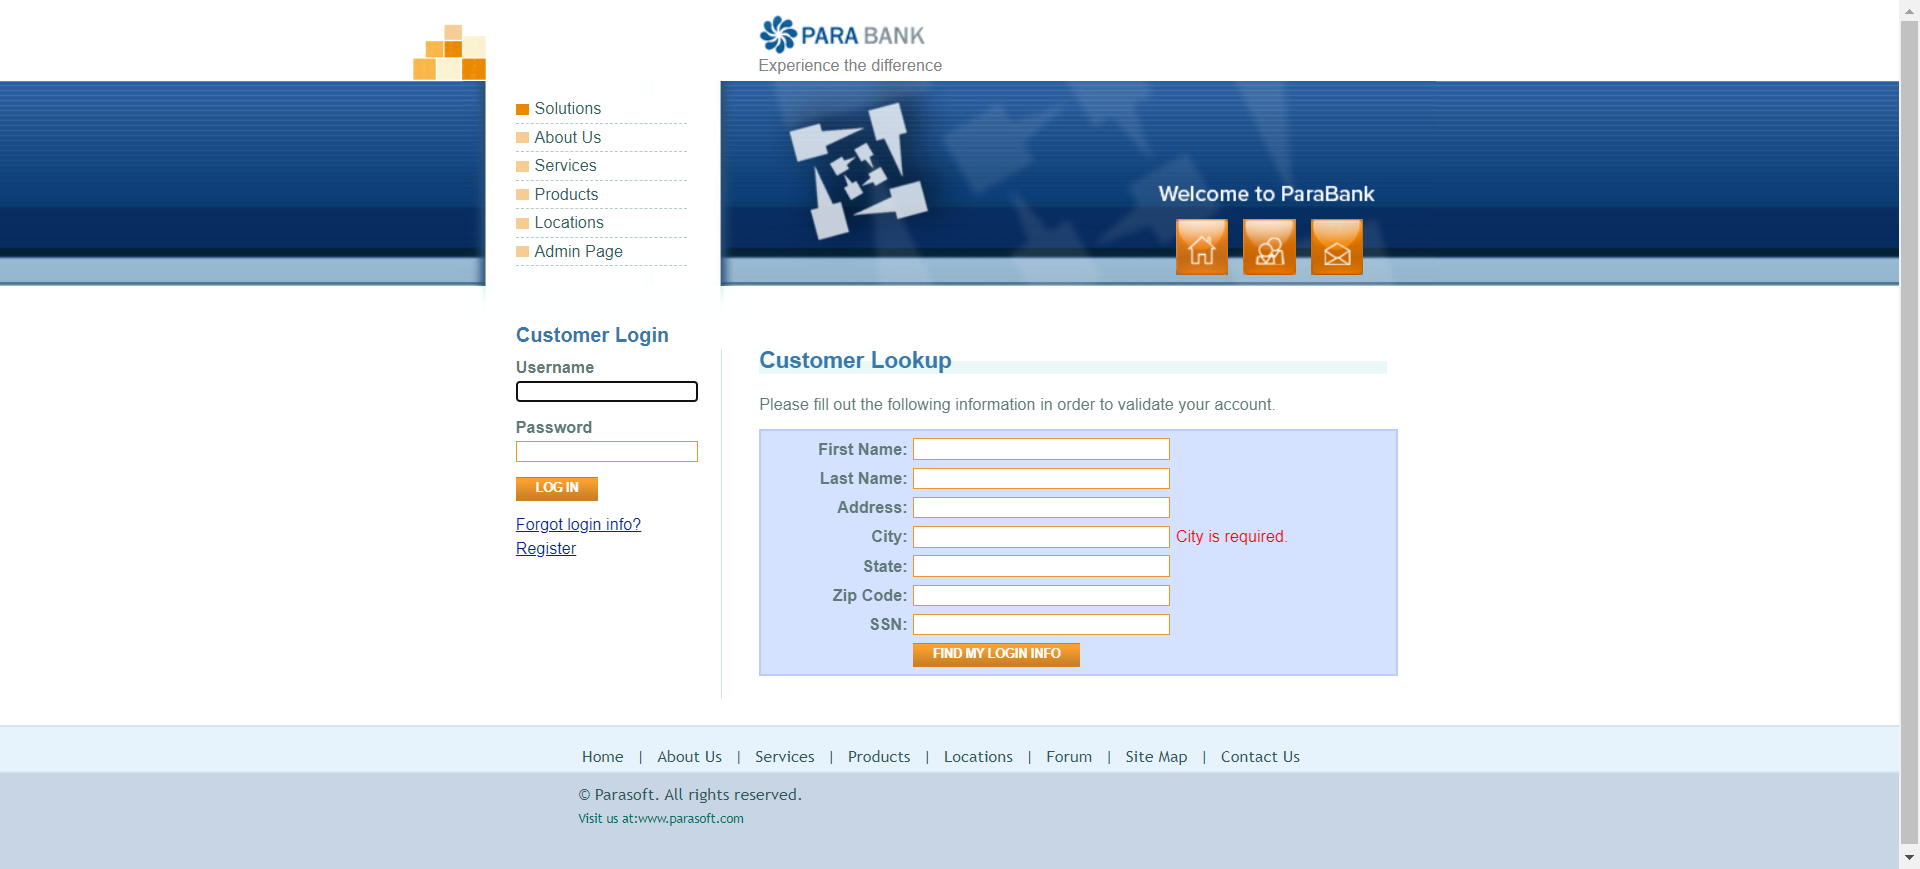 PARA BANK
Experience the difference
Solutions
About Us
Services
Products
Locations
Admin Page
Welcome to ParaBank
Customer Login
Username
Password
LOG IN
Forgot login info?
Register
Customer Lookup
Please fill out the following information in order to validate your account.
First Name:
Last Name:
Address:
City: City is required.
State:
Zip Code:
SSN:
FIND MY LOGIN INFO
Home | About Us | Services | Products | Locations | Forum | Site Map | Contact Us
© Parasoft. All rights reserved.
Visit us at:www.parasoft.com